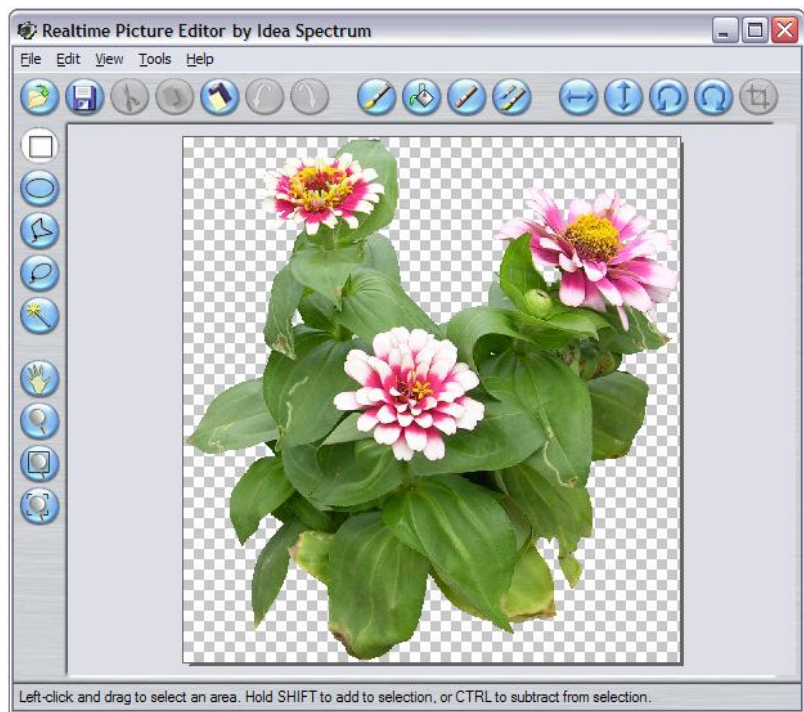 Realtime Picture Editor by Idea Spectrum
File Edit View Tools Help
Left-click and drag to select an area. Hold SHIFT to add to selection, or CTRL to subtract from selection.